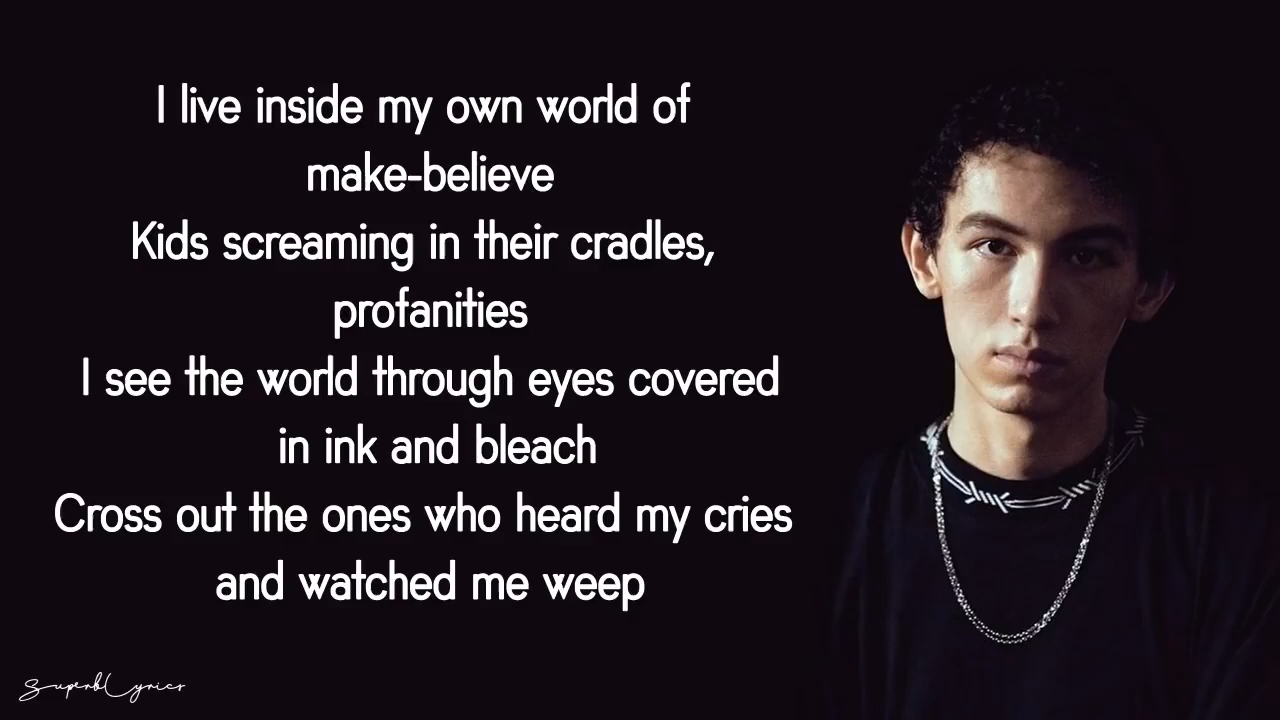 I live inside my own world of
make-believe
Kids screaming in their cradles,
profanities
I see the world through eyes covered
in ink and bleach
Cross out the ones who heard my cries
and watched me weep
SuperbLyrics